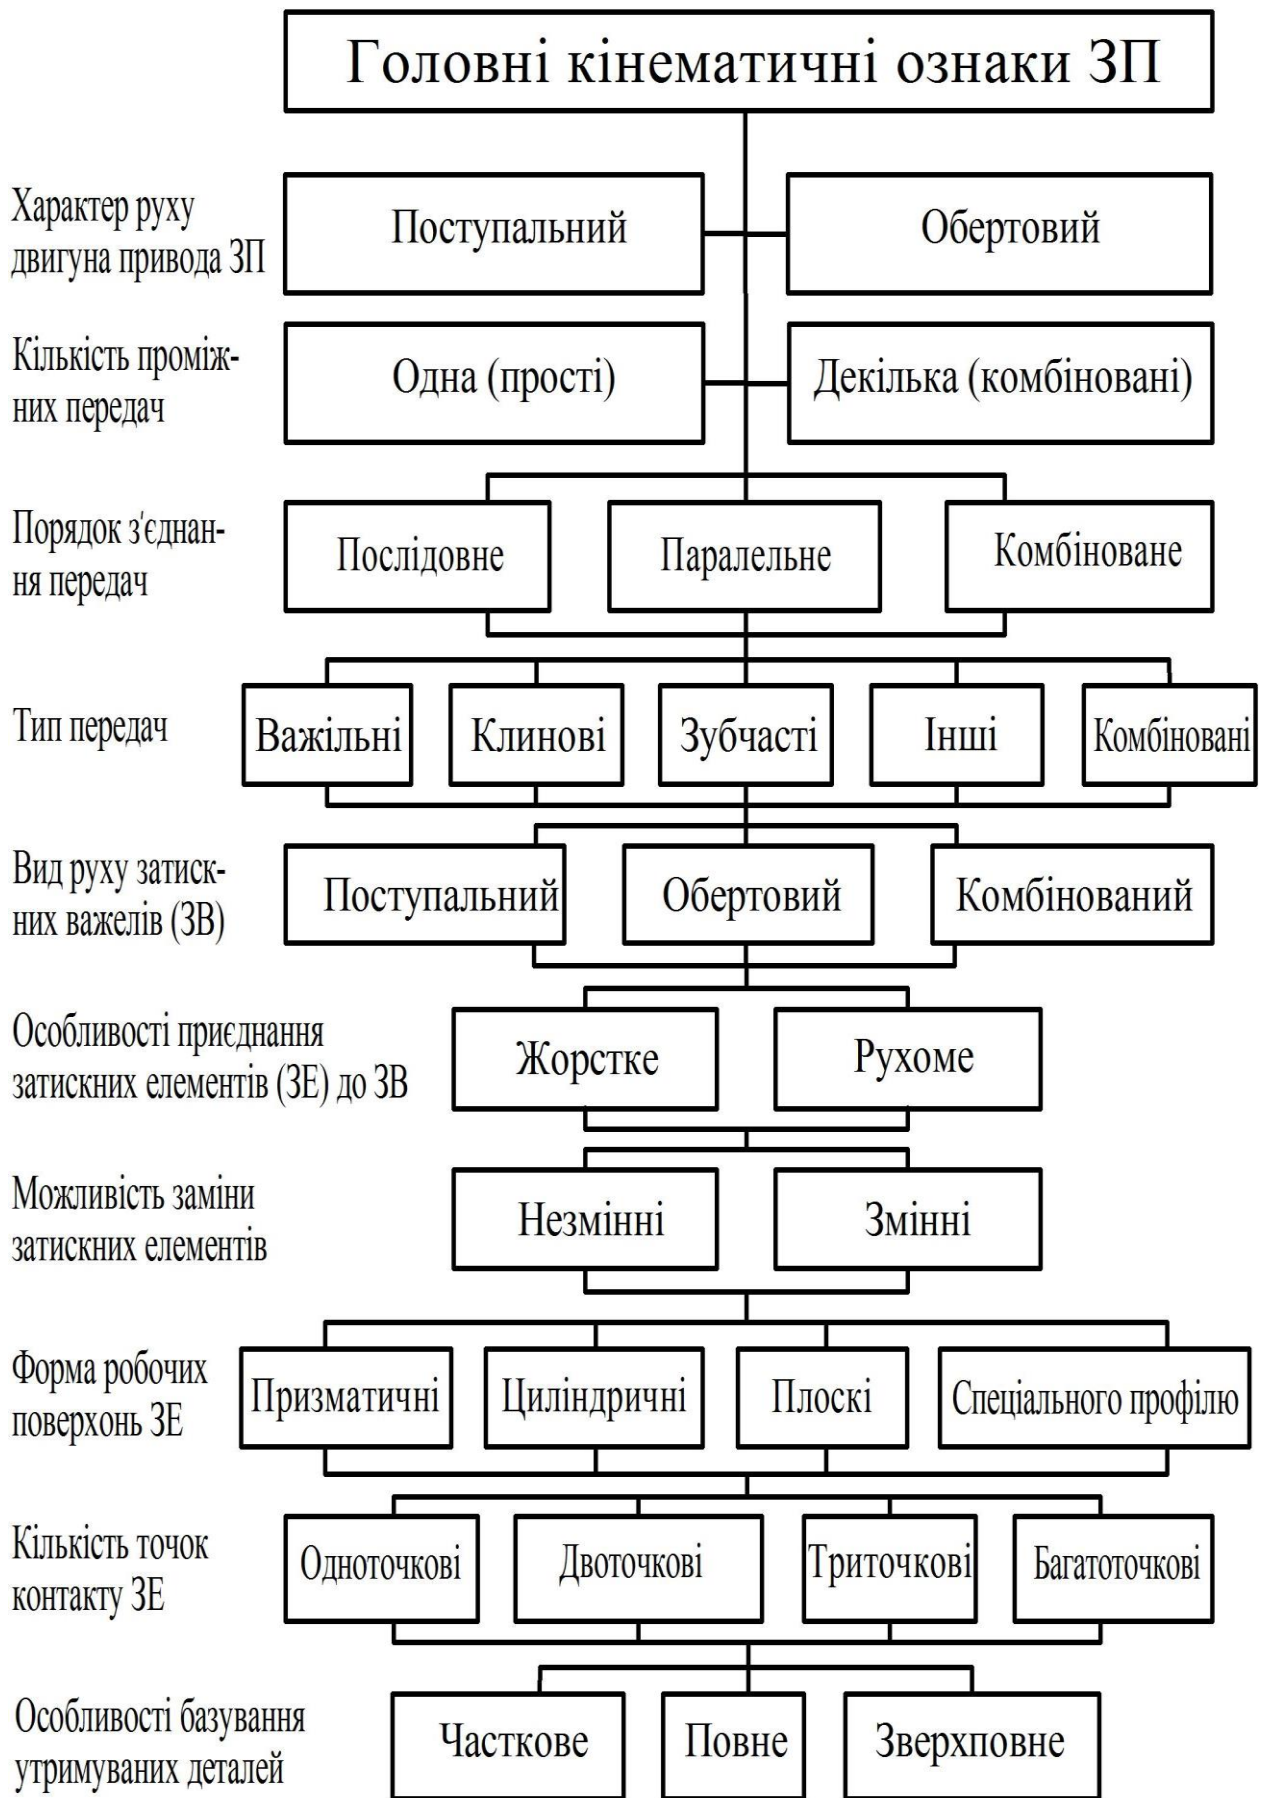 Головні кінематичні ознаки ЗП
Характер руху
двигуна привода ЗП
Поступальний
Обертовий
Кількість проміж-
них передач
Одна (прості)
Декілька (комбіновані)
Порядок з'єднан-
ня передач
Послідовне
Паралельне
Комбіноване
Тип передач
Важільні
Клинові
Зубчасті
Інші
Комбіновані
Вид руху затиск-
них важелів (ЗВ)
Поступальний
Обертовий
Комбінований
Особливості приєднання
затискних елементів (ЗЕ) до ЗВ
Жорстке
Рухоме
Можливість заміни
затискних елементів
Незмінні
Змінні
Форма робочих
поверхонь ЗЕ
Призматичні
Циліндричні
Плоскі
Спеціального профілю
Кількість точок
контакту ЗЕ
Одноточкові
Двоточкові
Триточкові
Багатоточкові
Особливості базування
утримуваних деталей
Часткове
Повне
Зверхповне